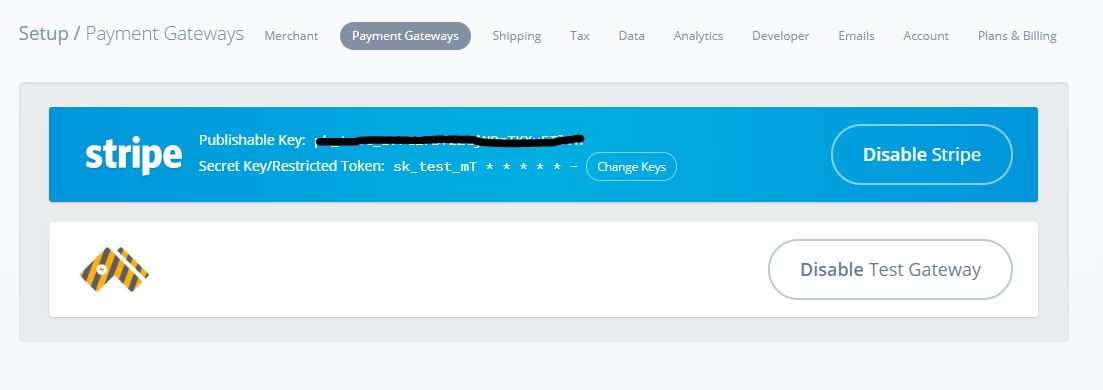 Setup / Payment Gateways Merchant Payment Gateways Shipping Tax Data Analytics Developer Emails Account Plans & Billing
stripe Publishable Key:
Secret Key/Restricted Token: sk_test_mT * * * * * – Change Keys
Disable Stripe
Disable Test Gateway